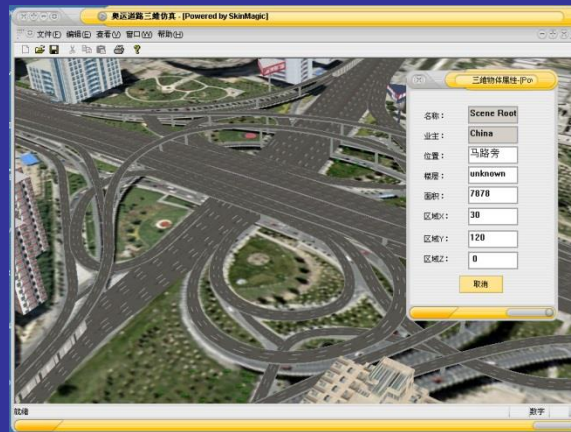 奥运道路三维仿真 - [Powered by SkinMagic]
文件(F) 编辑(E) 查看(V) 窗口(W) 帮助(H)
三维物体属性-[Pow
名称： Scene Root
业主： China
位置： 马路旁
楼层： unknown
面积： 7878
区域X： 30
区域Y： 120
区域Z： 0
取消
就绪 数字